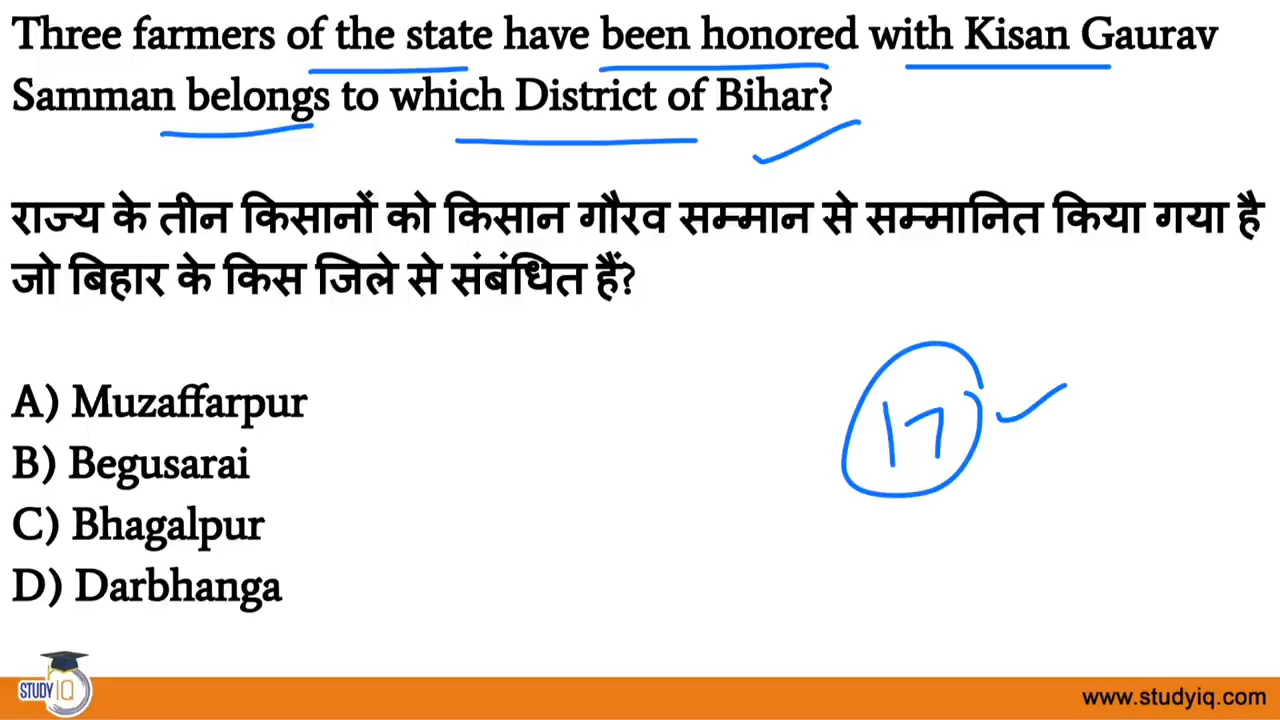 Three farmers of the state have been honored with Kisan Gaurav
Samman belongs to which District of Bihar?
राज्य के तीन किसानों को किसान गौरव सम्मान से सम्मानित किया गया है
जो बिहार के किस जिले से संबंधित हैं?
A) Muzaffarpur
B) Begusarai
C) Bhagalpur
D) Darbhanga
17
STUDY IQ
www.studyiq.com